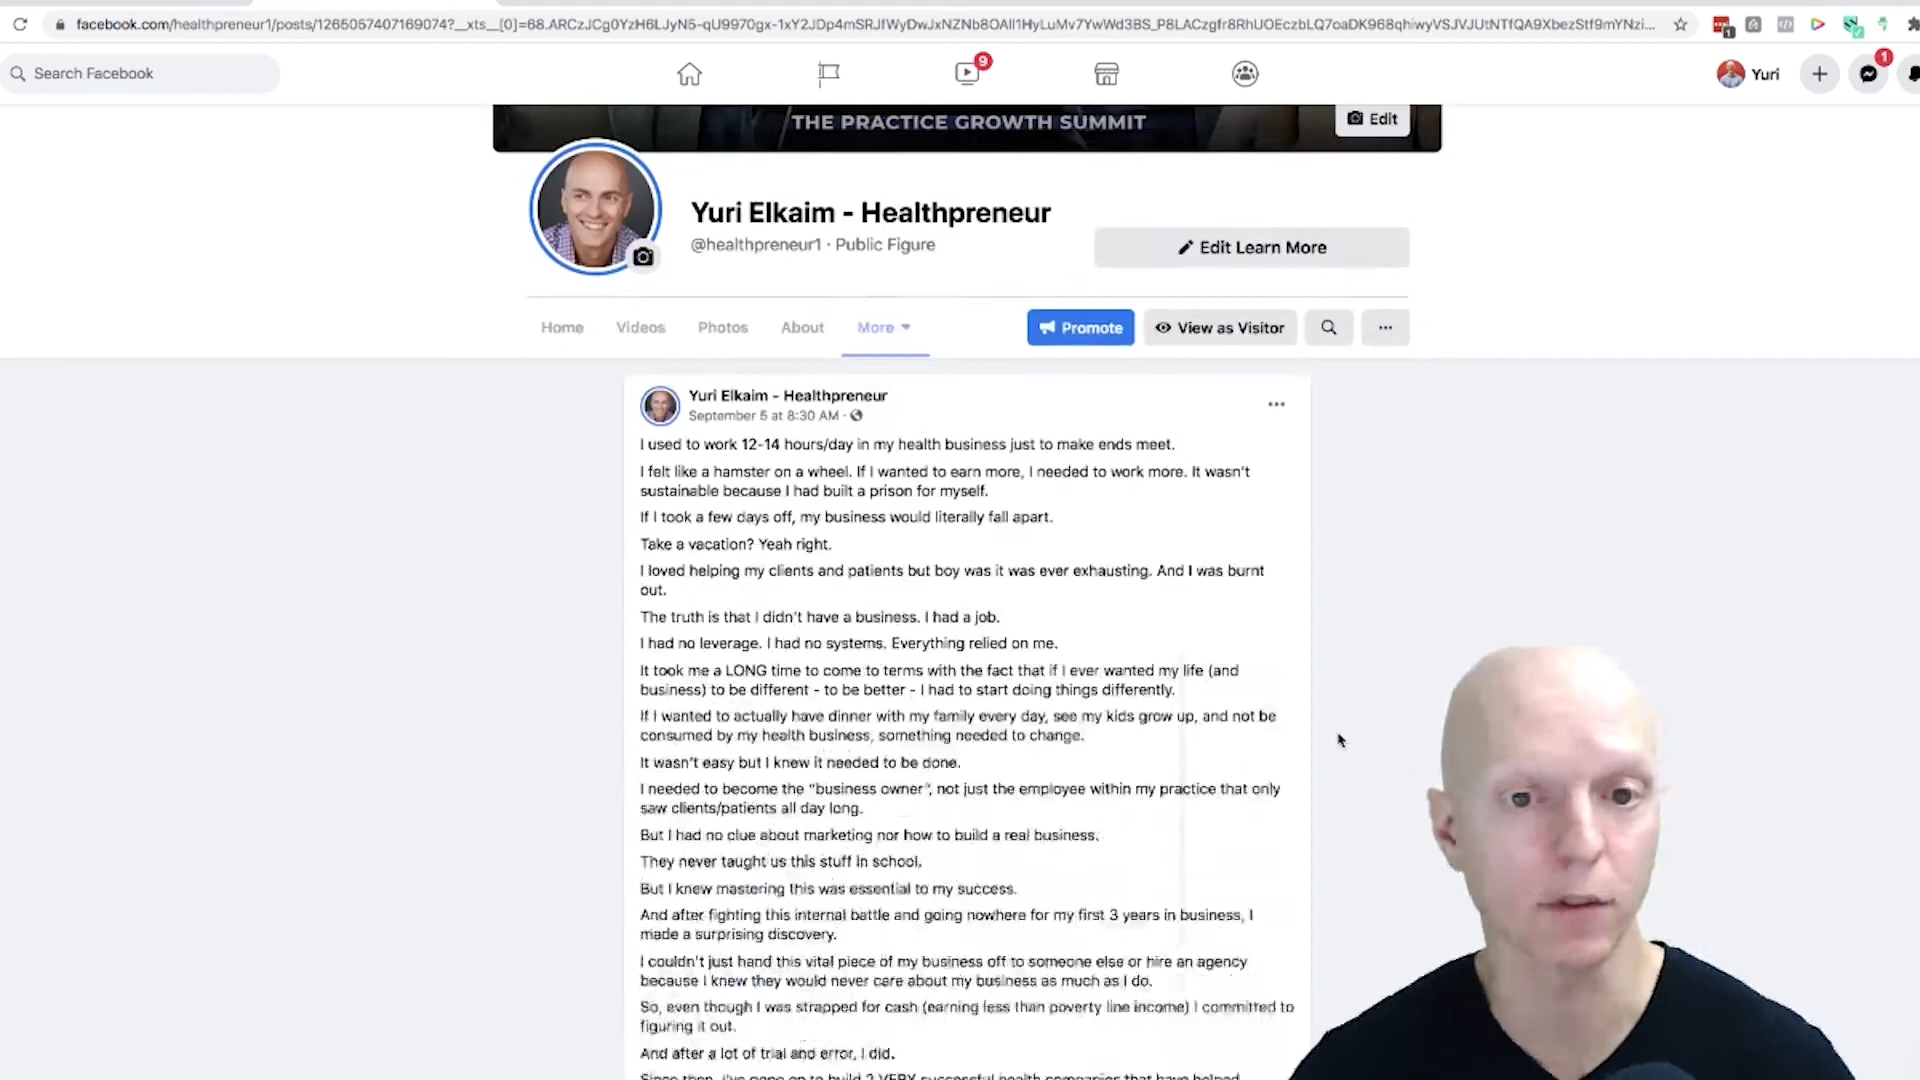 facebook.com/healthpreneur1/posts/1265057407169074?__xts__[0]=68.
Search Facebook
9
Yuri
1
THE PRACTICE GROWTH SUMMIT
Edit
Yuri Elkaim - Healthpreneur
@healthpreneur1 · Public Figure
Edit Learn More
Home Videos Photos About More
Promote
View as Visitor
Yuri Elkaim - Healthpreneur
September 5 at 8:30 AM ·
I used to work 12-14 hours/day in my health business just to make ends meet.
I felt like a hamster on a wheel. If I wanted to earn more, I needed to work more. It wasn't
sustainable because I had built a prison for myself.
If I took a few days off, my business would literally fall apart.
Take a vacation? Yeah right.
I loved helping my clients and patients but boy was it was ever exhausting. And I was burnt
out.
The truth is that I didn't have a business. I had a job.
I had no leverage. I had no systems. Everything relied on me.
It took me a LONG time to come to terms with the fact that if I ever wanted my life (and
business) to be different - to be better - I had to start doing things differently.
If I wanted to actually have dinner with my family every day, see my kids grow up, and not be
consumed by my health business, something needed to change.
It wasn't easy but I knew it needed to be done.
I needed to become the "business owner", not just the employee within my practice that only
saw clients/patients all day long.
But I had no clue about marketing nor how to build a real business.
They never taught us this stuff in school.
But I knew mastering this was essential to my success.
And after fighting this internal battle and going nowhere for my first 3 years in business, I
made a surprising discovery.
I couldn't just hand this vital piece of my business off to someone else or hire an agency
because I knew they would never care about my business as much as I do.
So, even though I was strapped for cash (earning less than poverty line income) I committed to
figuring it out.
And after a lot of trial and error, I did.
Since then, I've gone on to build 2 VERY successful health companies that have helped